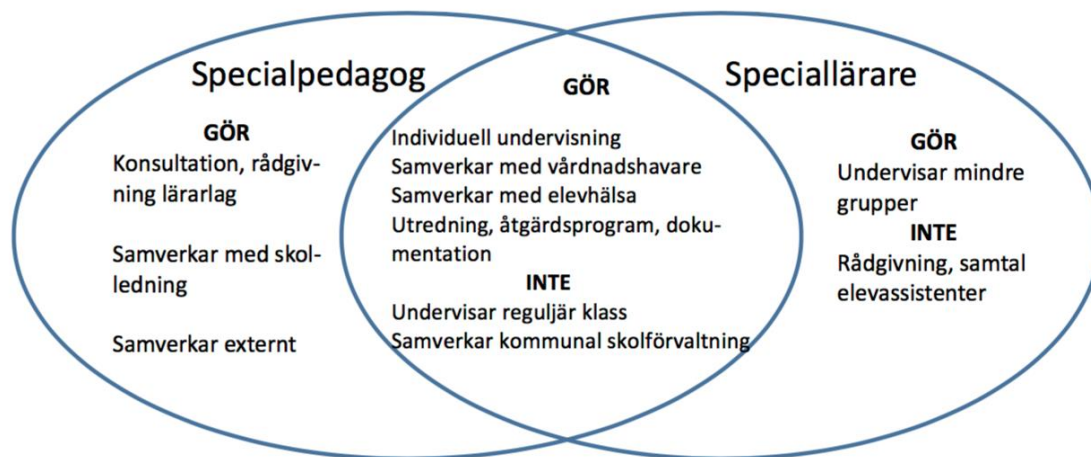 Specialpedagog
GÖR
Konsultation, rådgiv-
ning lärarlag
Samverkar med skol-
ledning
Samverkar externt
GÖR
Individuell undervisning
Samverkar med vårdnadshavare
Samverkar med elevhälsa
Utredning, åtgärdsprogram, doku-
mentation
INTE
Undervisar reguljär klass
Samverkar kommunal skolförvaltning
Speciallärare
GÖR
Undervisar mindre
grupper
INTE
Rådgivning, samtal
elevassistenter